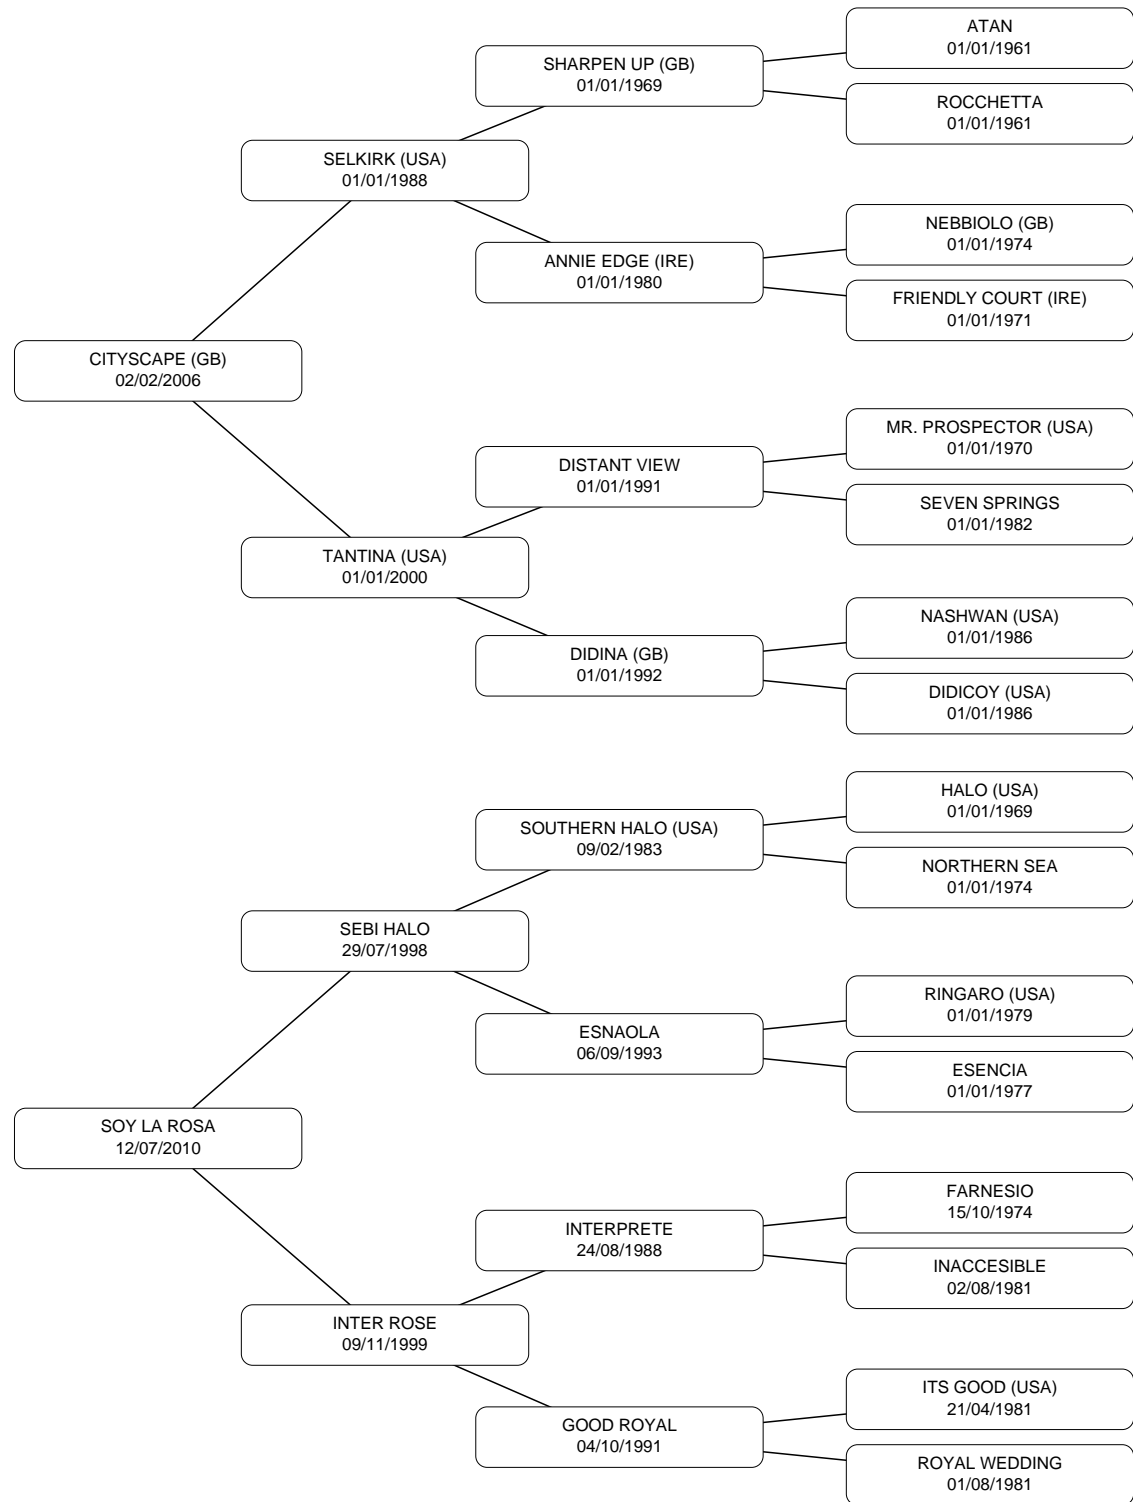 ATAN
01/01/1961
SHARPEN UP (GB)
01/01/1969
ROCCHETTA
01/01/1961
SELKIRK (USA)
01/01/1988
NEBBIOLO (GB)
01/01/1974
ANNIE EDGE (IRE)
01/01/1980
FRIENDLY COURT (IRE)
01/01/1971
CITYSCAPE (GB)
02/02/2006
MR. PROSPECTOR (USA)
01/01/1970
DISTANT VIEW
01/01/1991
SEVEN SPRINGS
01/01/1982
TANTINA (USA)
01/01/2000
NASHWAN (USA)
01/01/1986
DIDINA (GB)
01/01/1992
DIDICOY (USA)
01/01/1986
HALO (USA)
01/01/1969
SOUTHERN HALO (USA)
09/02/1983
NORTHERN SEA
01/01/1974
SEBI HALO
29/07/1998
RINGARO (USA)
01/01/1979
ESNAOLA
06/09/1993
ESENCIA
01/01/1977
SOY LA ROSA
12/07/2010
FARNESIO
15/10/1974
INTERPRETE
24/08/1988
INACCESIBLE
02/08/1981
INTER ROSE
09/11/1999
ITS GOOD (USA)
21/04/1981
GOOD ROYAL
04/10/1991
ROYAL WEDDING
01/08/1981